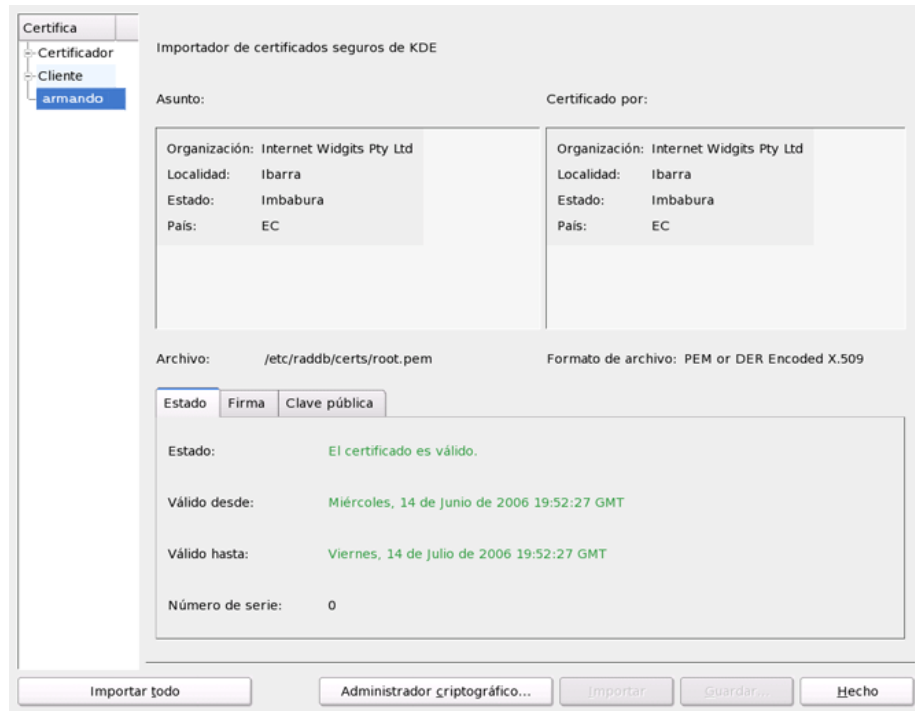 Certifica
Certificador
Cliente
armando
Importador de certificados seguros de KDE
Asunto:
Certificado por:
Organización: Internet Widgits Pty Ltd
Localidad: Ibarra
Estado: Imbabura
País: EC
Organización: Internet Widgits Pty Ltd
Localidad: Ibarra
Estado: Imbabura
País: EC
Archivo: /etc/raddb/certs/root.pem
Formato de archivo: PEM or DER Encoded X.509
Estado Firma Clave pública
Estado: El certificado es válido.
Válido desde: Miércoles, 14 de Junio de 2006 19:52:27 GMT
Válido hasta: Viernes, 14 de Julio de 2006 19:52:27 GMT
Número de serie: 0
Importar todo Administrador criptográfico... Importar Guardar... Hecho